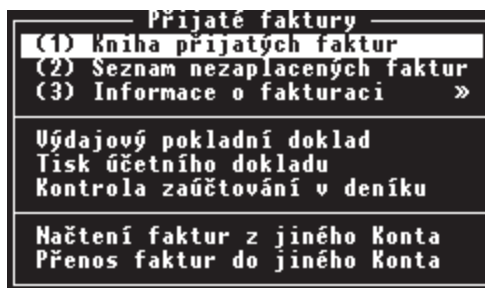 Přijaté faktury
(1) Kniha přijatých faktur
(2) Seznam nezaplacených faktur
(3) Informace o fakturaci »
Výdajový pokladní doklad
Tisk účetního dokladu
Kontrola zaúčtování v deníku
Načtení faktur z jiného Konta
Přenos faktur do jiného Konta